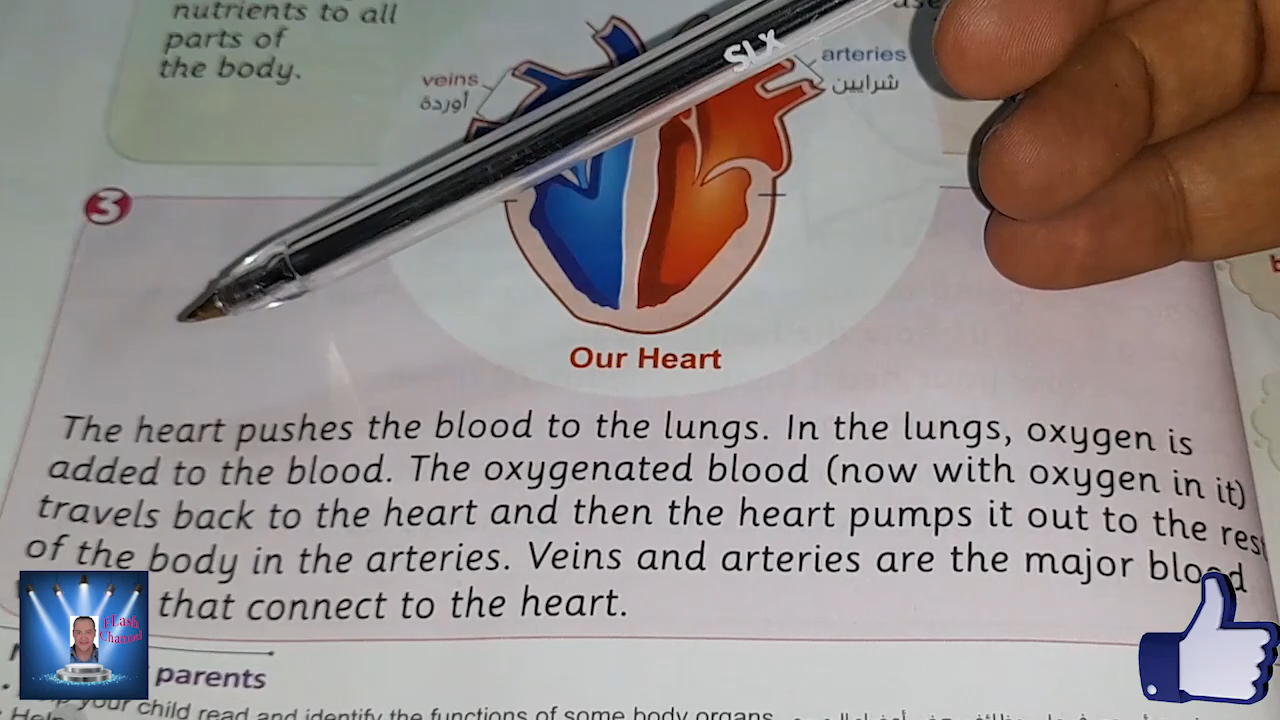 nutrients to all
parts of
the body.
veins
أوردة
SLX
arteries
شرايين
3
Our Heart
The heart pushes the blood to the lungs. In the lungs, oxygen is
added to the blood. The oxygenated blood (now with oxygen in it)
travels back to the heart and then the heart pumps it out to the rest
of the body in the arteries. Veins and arteries are the major blood
that connect to the heart.
parents
your child read and identify the functions of some body organs.
Flash
Channel